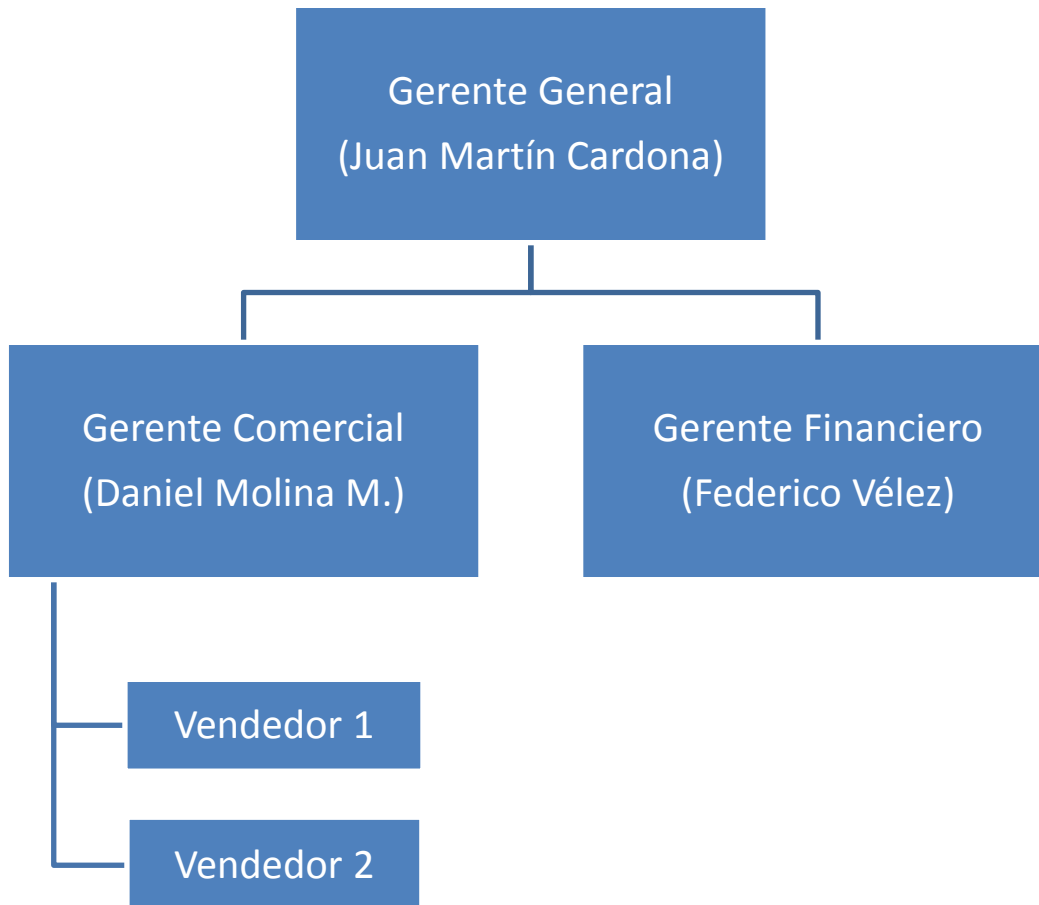 Gerente General
(Juan Martín Cardona)
Gerente Comercial
(Daniel Molina M.)
Gerente Financiero
(Federico Vélez)
Vendedor 1
Vendedor 2